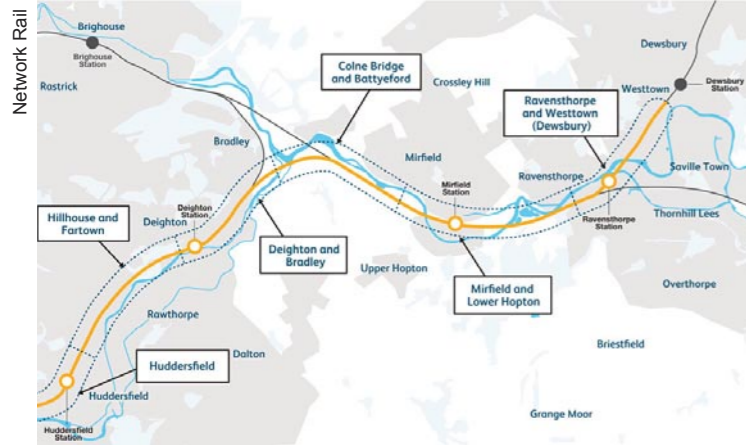 Network Rail
Brighouse
Brighouse
Station
Rastrick
Colne Bridge
and Battyeford
Crossley Hill
Dewsbury
Westtown
Dewsbury
Station
Ravensthorpe
and Westtown
(Dewsbury)
Bradley
Mirfield
Mirfield
Station
Ravensthorpe
Saville Town
Hillhouse and
Fartown
Deighton
Deighton
Station
Ravensthorpe
Station
Thornhill Lees
Deighton and
Bradley
Upper Hopton
Mirfield and
Lower Hopton
Overthorpe
Rawthorpe
Briestfield
Dalton
Huddersfield
Huddersfield
Huddersfield
Station
Grange Moor